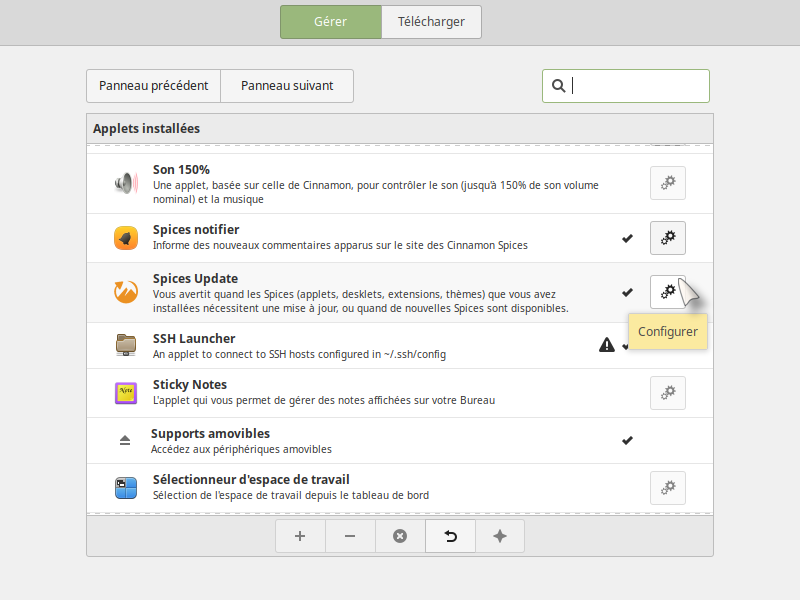 Gérer
Télécharger
Panneau précédent
Panneau suivant
Applets installées
Son 150%
Une applet, basée sur celle de Cinnamon, pour contrôler le son (jusqu'à 150% de son volume
nominal) et la musique
Spices notifier
Informe des nouveaux commentaires apparus sur le site des Cinnamon Spices
Spices Update
Vous avertit quand les Spices (applets, desklets, extensions, thèmes) que vous avez
installées nécessitent une mise à jour, ou quand de nouvelles Spices sont disponibles.
Configurer
SSH Launcher
An applet to connect to SSH hosts configured in ~/.ssh/config
Note
Sticky Notes
L'applet qui vous permet de gérer des notes affichées sur votre Bureau
Supports amovibles
Accédez aux périphériques amovibles
Sélectionneur d'espace de travail
Sélection de l'espace de travail depuis le tableau de bord